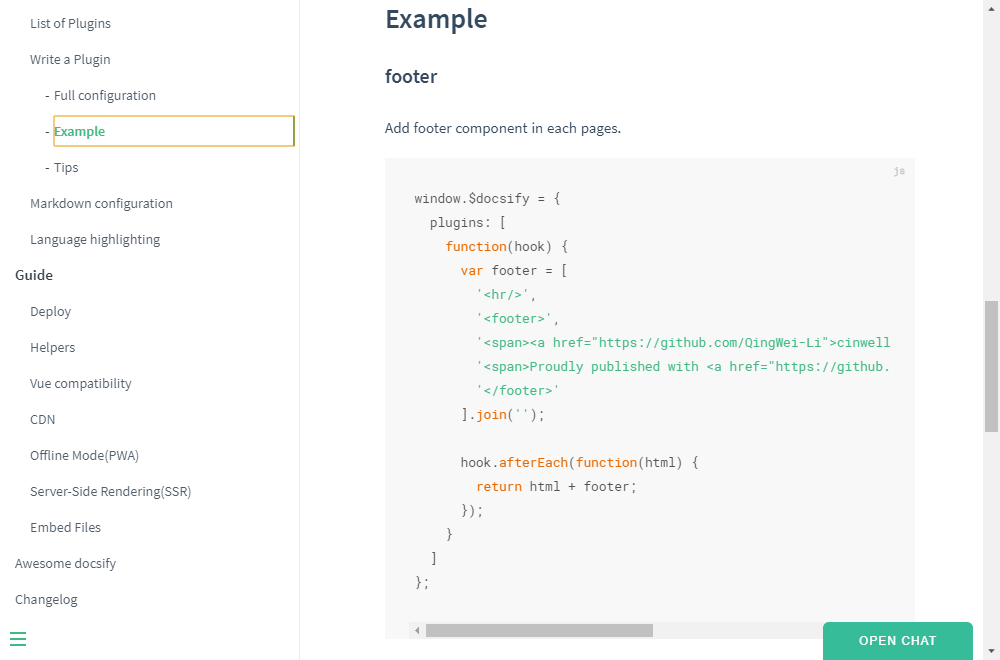 List of Plugins
Write a Plugin
- Full configuration
- Example
- Tips
Markdown configuration
Language highlighting
Guide
Deploy
Helpers
Vue compatibility
CDN
Offline Mode(PWA)
Server-Side Rendering(SSR)
Embed Files
Awesome docsify
Changelog
Example
footer
Add footer component in each pages.
js
window.$docsify = {
  plugins: [
    function(hook) {
      var footer = [
        '<hr/>',
        '<footer>',
        '<span><a href="https://github.com/QingWei-Li">cinwell
        '<span>Proudly published with <a href="https://github.
        '</footer>'
      ].join('');
      hook.afterEach(function(html) {
        return html + footer;
      });
    }
  ]
};
OPEN CHAT